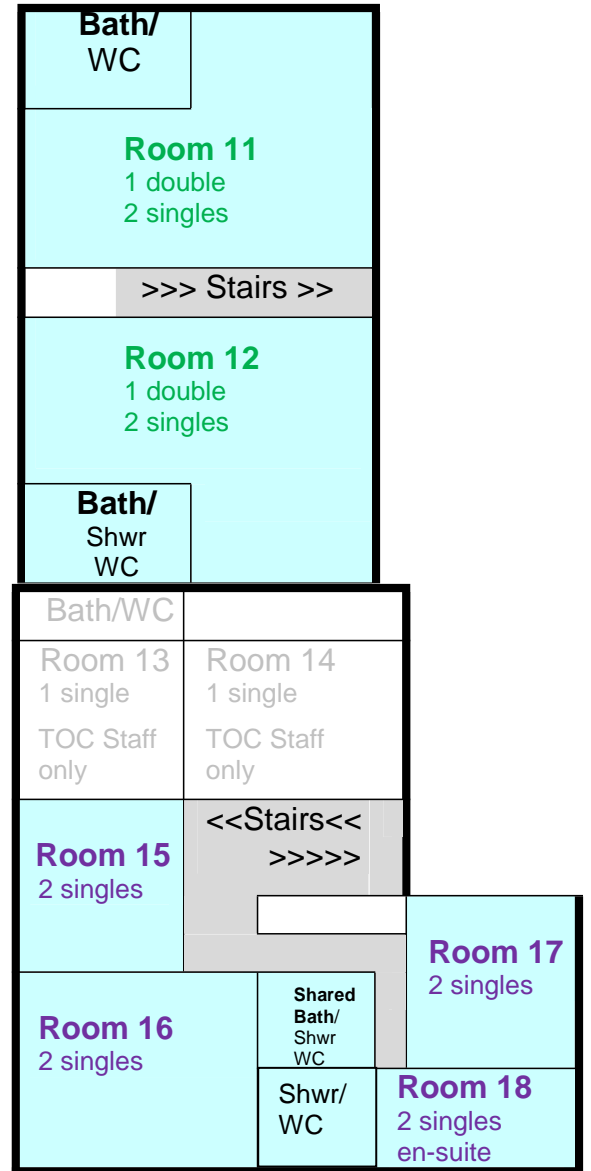 Bath/
WC
Room 11
1 double
2 singles
>>> Stairs >>
Room 12
1 double
2 singles
Bath/
Shwr
WC
Bath/WC
Room 13
1 single
TOC Staff
only
Room 14
1 single
TOC Staff
only
<<Stairs<<
>>>>>
Room 15
2 singles
Room 17
2 singles
Room 16
2 singles
Shared
Bath/
Shwr
WC
Shwr/
WC
Room 18
2 singles
en-suite